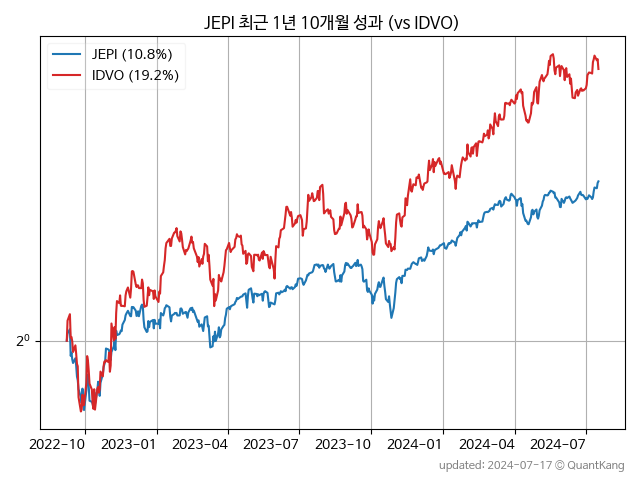 JEPI 최근 1년 10개월 성과 (vs IDVO)
JEPI (10.8%)
IDVO (19.2%)
2⁰
2022-10 2023-01 2023-04 2023-07 2023-10 2024-01 2024-04 2024-07
updated: 2024-07-17 © QuantKang